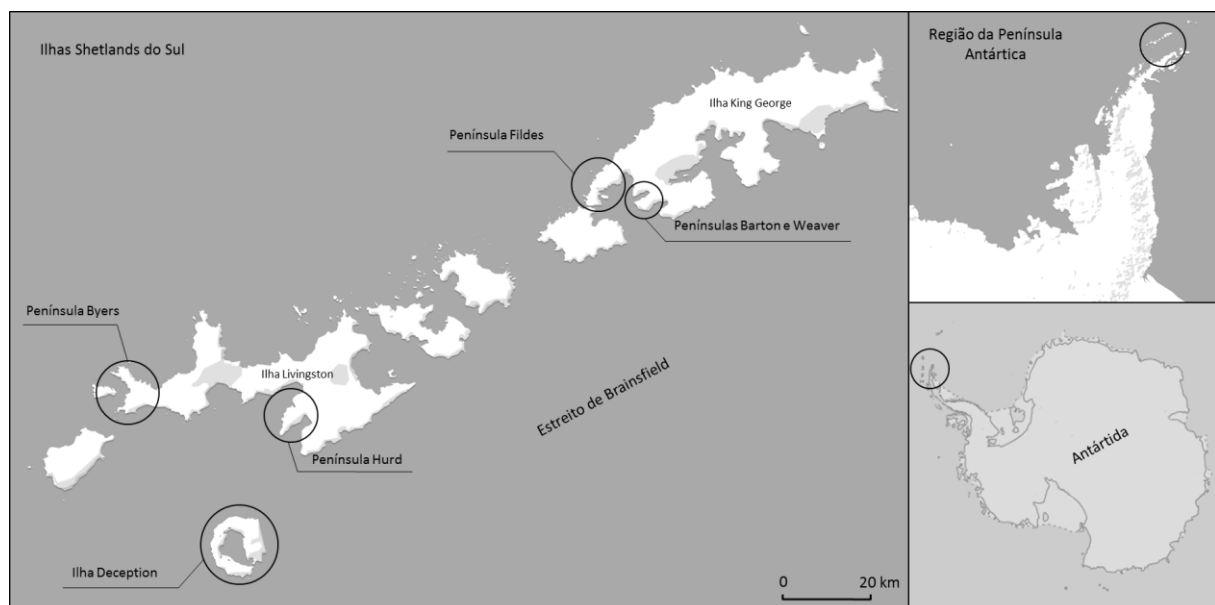 Ilhas Shetlands do Sul
Ilha King George
Península Fildes
Penínsulas Barton e Weaver
Península Byers
Ilha Livingston
Península Hurd
Estreito de Brainsfield
Ilha Deception
0 20 km
Região da Península
Antártica
Antártida